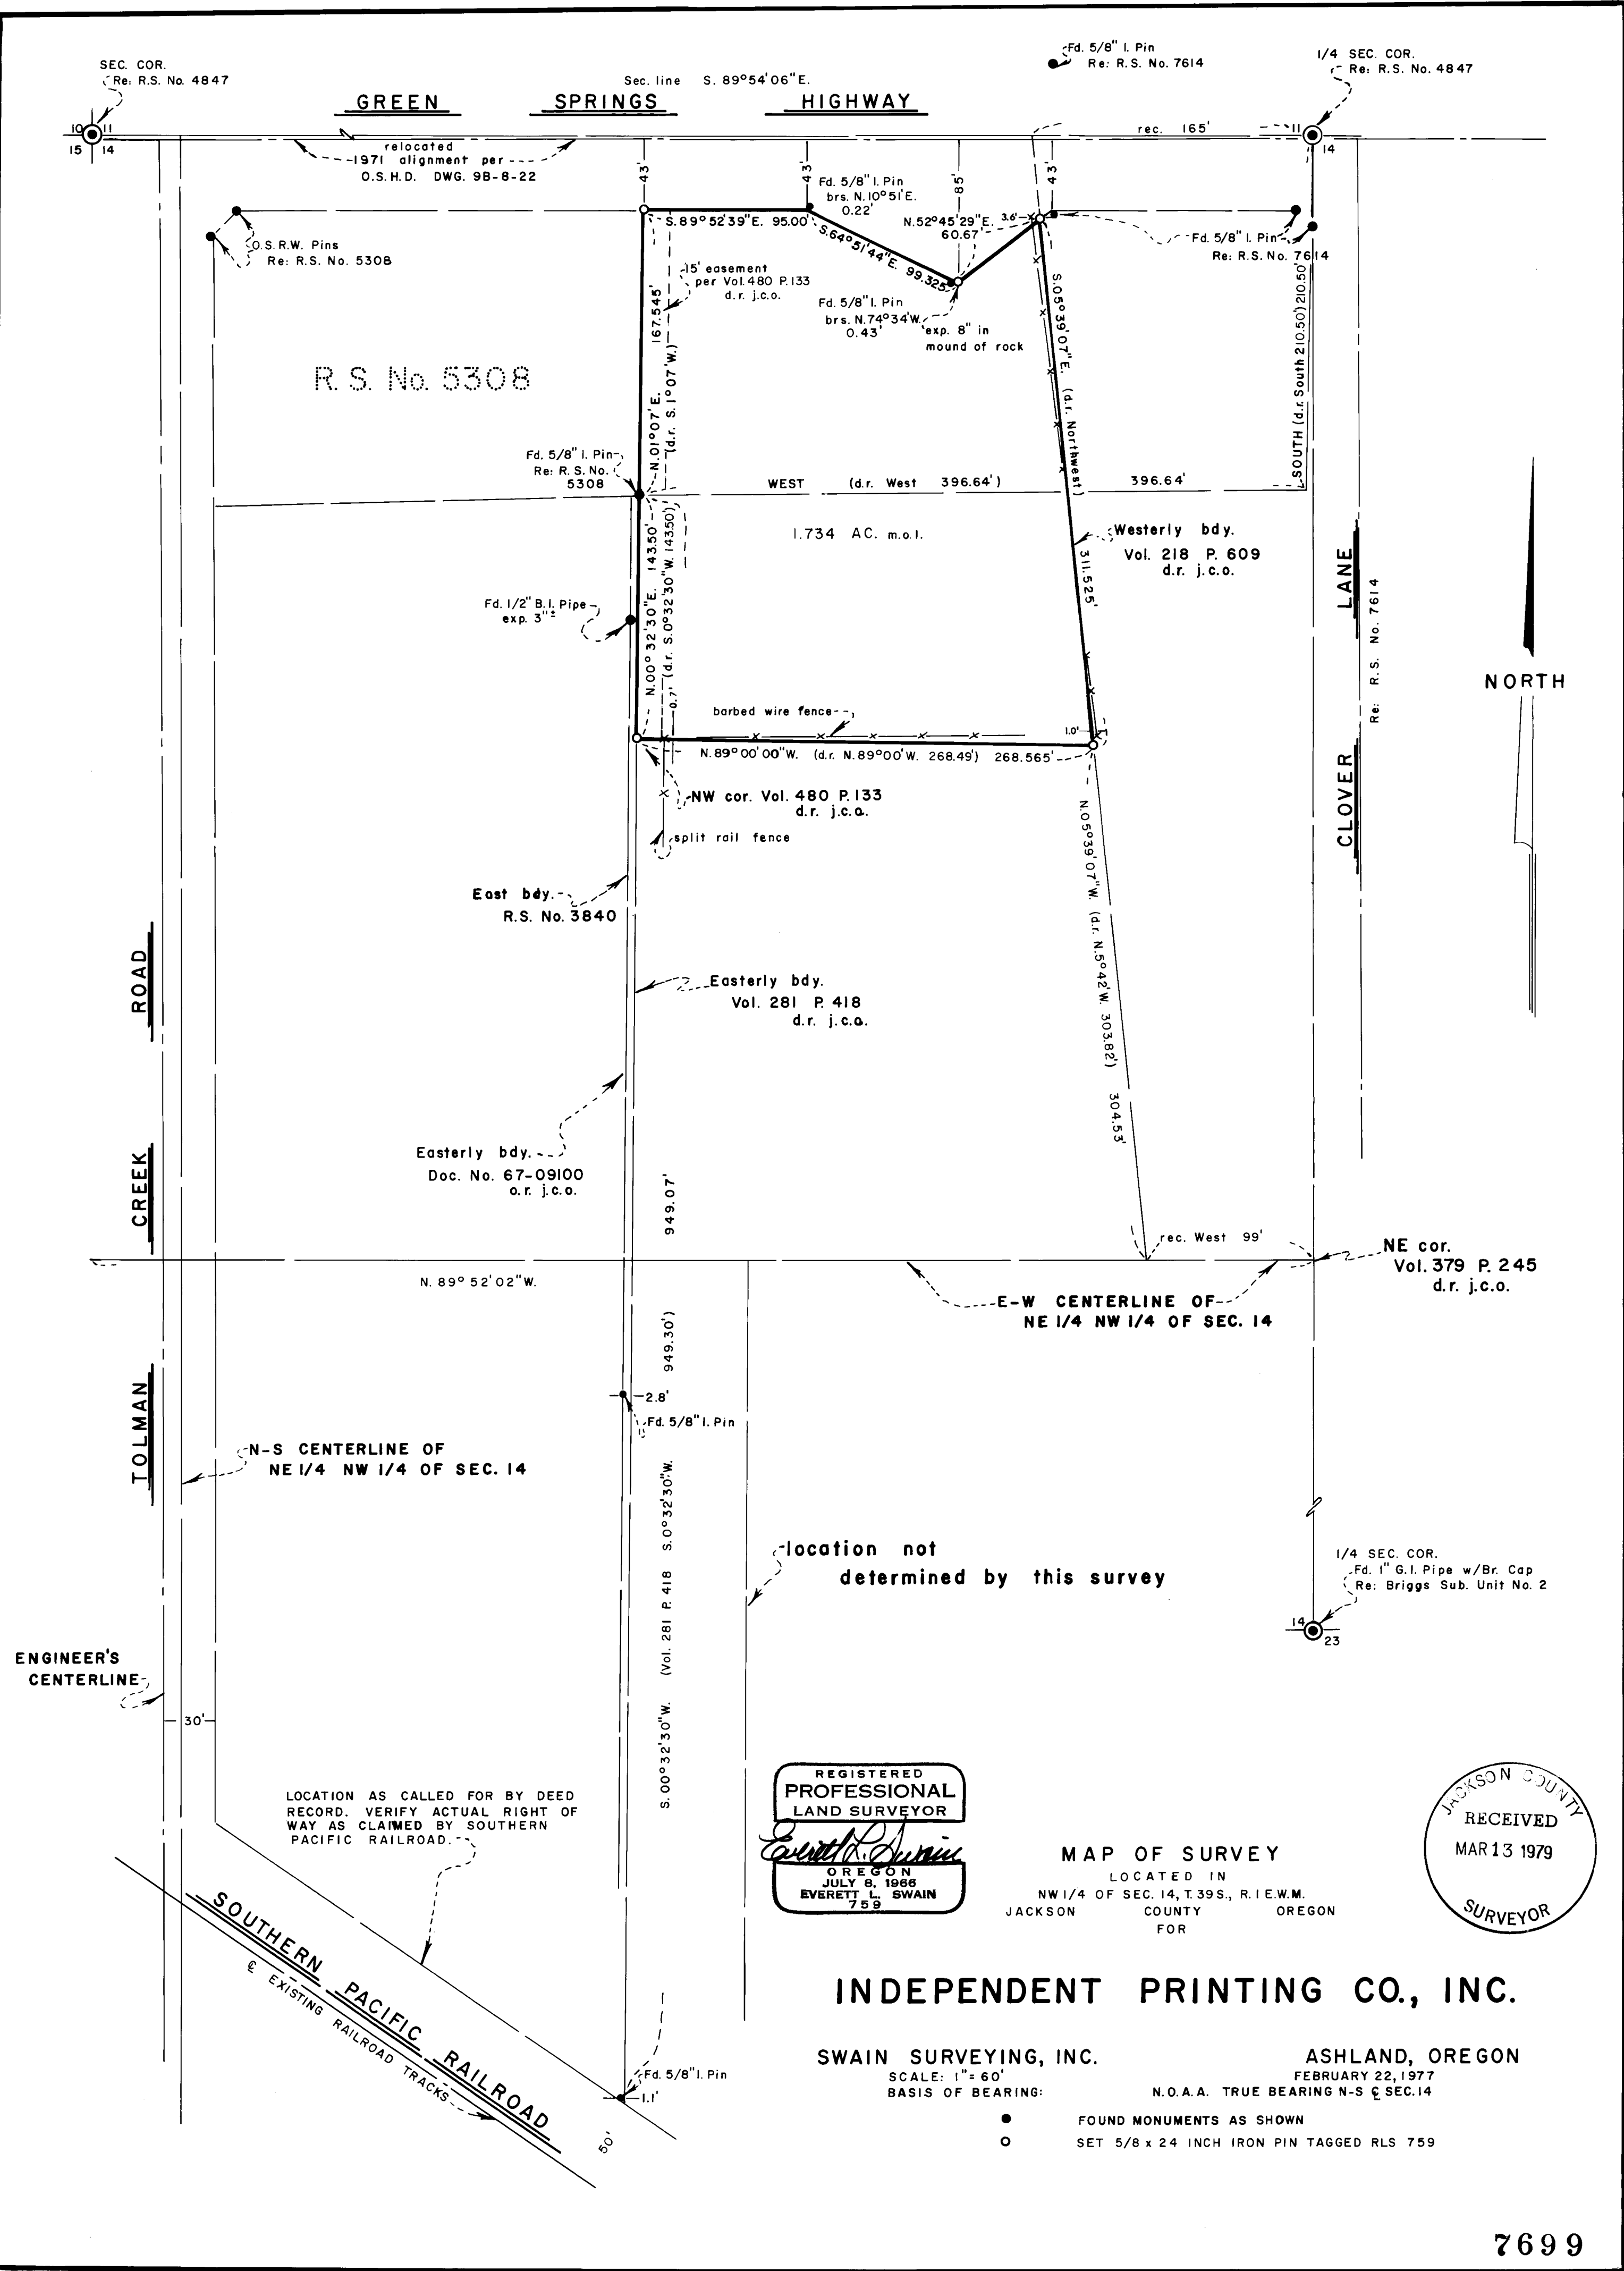 SEC. COR.
Re: R.S. No. 4847
Sec. line S. 89°54'06"E.
GREEN SPRINGS HIGHWAY
Fd. 5/8" I. Pin
Re: R.S. No. 7614
1/4 SEC. COR.
Re: R.S. No. 4847
10 11
15 14
rec. 165'
11
14
relocated
1971 alignment per
O.S.H.D. DWG. 9B-8-22
43'
43'
85'
43'
Fd. 5/8" I. Pin
brs. N.10°51'E.
0.22'
N.52°45'29"E.
60.67'
3.6'
S.89°52'39"E. 95.00'
S.64°51'44"E. 99.325'
O.S.R.W. Pins
Re: R.S. No. 5308
Fd. 5/8" I. Pin
Re: R.S. No. 7614
15' easement
per Vol. 480 P.133
d.r. j.c.o.
Fd. 5/8" I. Pin
brs. N.74°34'W.
0.43'
exp. 8" in
mound of rock
R.S. No. 5308
N.01°07'E. 167.545'
(d.r. S.1°07'W.)
S.05°39'07"E. (d.r. Northwest) 311.525'
SOUTH (d.r. South 210.50') 210.50'
Fd. 5/8" I. Pin
Re: R.S. No.
5308
WEST (d.r. West 396.64') 396.64'
1.734 AC. m.o.l.
Westerly bdy.
Vol. 218 P. 609
d.r. j.c.o.
N.00°32'30"E. 143.50'
(d.r. S.0°32'30"W. 143.50')
0.7'
Fd. 1/2" B.I. Pipe
exp. 3"±
CLOVER LANE
Re: R.S. No. 7614
NORTH
barbed wire fence
1.0'
N.89°00'00"W. (d.r. N.89°00'W. 268.49') 268.565'
NW cor. Vol. 480 P.133
d.r. j.c.o.
split rail fence
N.05°39'07"W. (d.r. N.5°42'W. 303.82') 304.53'
East bdy.
R.S. No. 3840
Easterly bdy.
Vol. 281 P. 418
d.r. j.c.o.
TOLMAN CREEK ROAD
Easterly bdy.
Doc. No. 67-09100
o.r. j.c.o.
rec. West 99'
NE cor.
Vol. 379 P. 245
d.r. j.c.o.
N. 89°52'02"W.
E-W CENTERLINE OF
NE 1/4 NW 1/4 OF SEC. 14
S. 00°32'30"W. (Vol. 281 P. 418 S.0°32'30"W. 949.30') 949.07'
2.8'
Fd. 5/8" I. Pin
N-S CENTERLINE OF
NE 1/4 NW 1/4 OF SEC. 14
location not
determined by this survey
1/4 SEC. COR.
Fd. 1" G.I. Pipe w/Br. Cap
Re: Briggs Sub. Unit No. 2
14
23
ENGINEER'S
CENTERLINE
30'
LOCATION AS CALLED FOR BY DEED
RECORD. VERIFY ACTUAL RIGHT OF
WAY AS CLAIMED BY SOUTHERN
PACIFIC RAILROAD.
SOUTHERN PACIFIC RAILROAD
℄ EXISTING RAILROAD TRACKS
Fd. 5/8" I. Pin
1.1'
50'
REGISTERED
PROFESSIONAL
LAND SURVEYOR
Everett L. Swain
OREGON
JULY 8, 1966
EVERETT L. SWAIN
759
MAP OF SURVEY
LOCATED IN
NW 1/4 OF SEC. 14, T.39S., R.1E.W.M.
JACKSON COUNTY OREGON
FOR
JACKSON COUNTY
RECEIVED
MAR 13 1979
SURVEYOR
INDEPENDENT PRINTING CO., INC.
SWAIN SURVEYING, INC. ASHLAND, OREGON
SCALE: 1"=60' FEBRUARY 22, 1977
BASIS OF BEARING: N.O.A.A. TRUE BEARING N-S ℄ SEC.14
FOUND MONUMENTS AS SHOWN
SET 5/8 x 24 INCH IRON PIN TAGGED RLS 759
7699